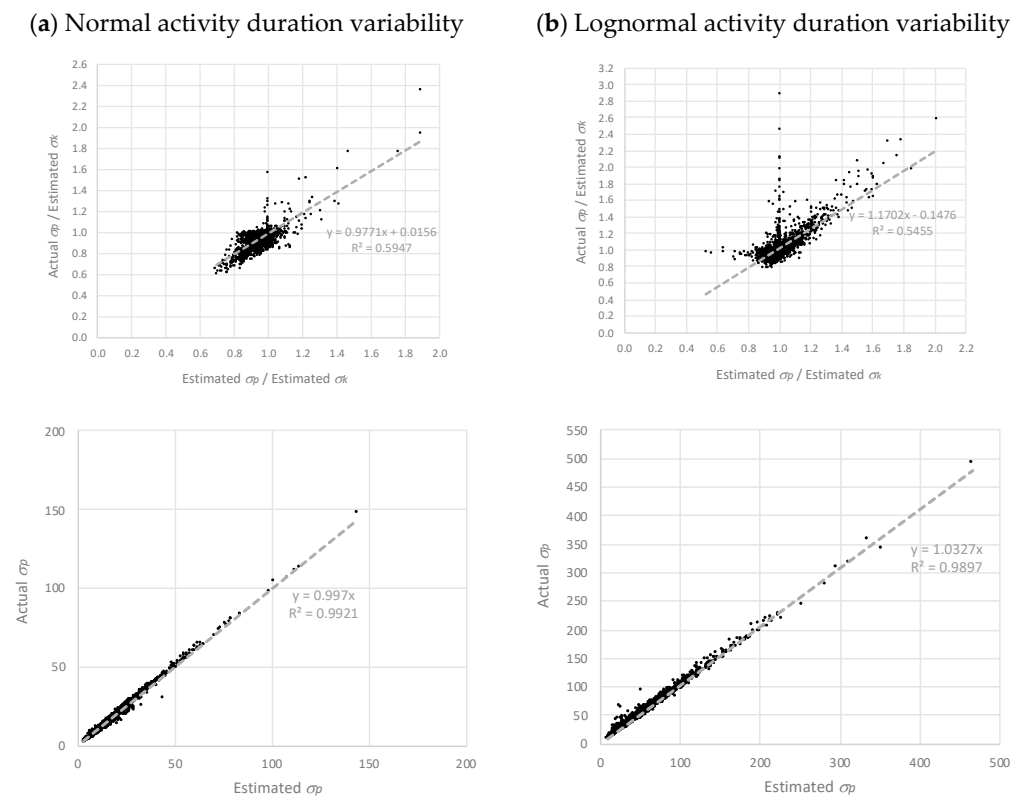 (a) Normal activity duration variability
(b) Lognormal activity duration variability
2.6
2.4
2.2
2.0
1.8
1.6
1.4
1.2
1.0
0.8
0.6
0.4
0.2
0.0
Actual σp / Estimated σk
y = 0.9771x + 0.0156
R² = 0.5947
0.0 0.2 0.4 0.6 0.8 1.0 1.2 1.4 1.6 1.8 2.0
Estimated σp / Estimated σk
3.2
3.0
2.8
2.6
2.4
2.2
2.0
1.8
1.6
1.4
1.2
1.0
0.8
0.6
0.4
0.2
0.0
Actual σp / Estimated σk
y = 1.1702x - 0.1476
R² = 0.5455
0.0 0.2 0.4 0.6 0.8 1.0 1.2 1.4 1.6 1.8 2.0 2.2
Estimated σp / Estimated σk
200
150
100
50
0
Actual σp
y = 0.997x
R² = 0.9921
0 50 100 150 200
Estimated σp
550
500
450
400
350
300
250
200
150
100
50
0
Actual σp
y = 1.0327x
R² = 0.9897
0 100 200 300 400 500
Estimated σp